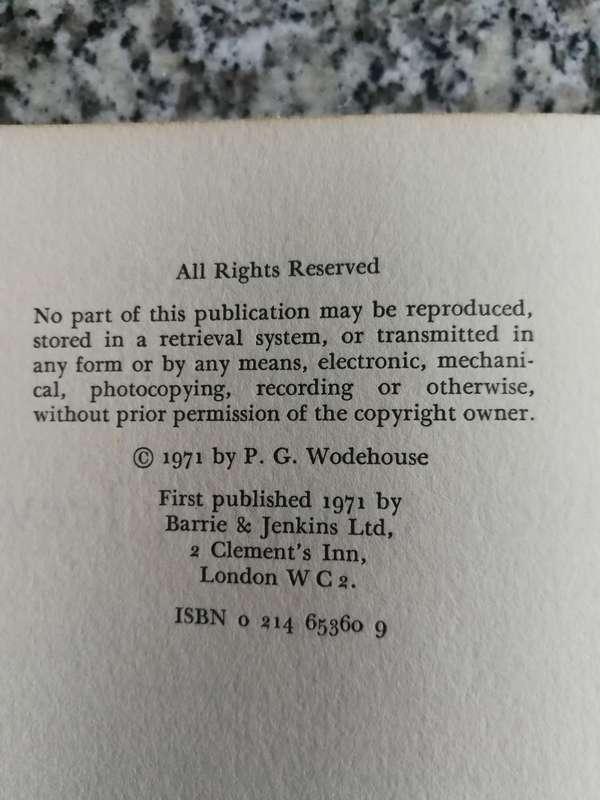 All Rights Reserved
No part of this publication may be reproduced,
stored in a retrieval system, or transmitted in
any form or by any means, electronic, mechani-
cal, photocopying, recording or otherwise,
without prior permission of the copyright owner.
© 1971 by P. G. Wodehouse
First published 1971 by
Barrie & Jenkins Ltd,
2 Clement's Inn,
London W C 2.
ISBN 0 214 65360 9